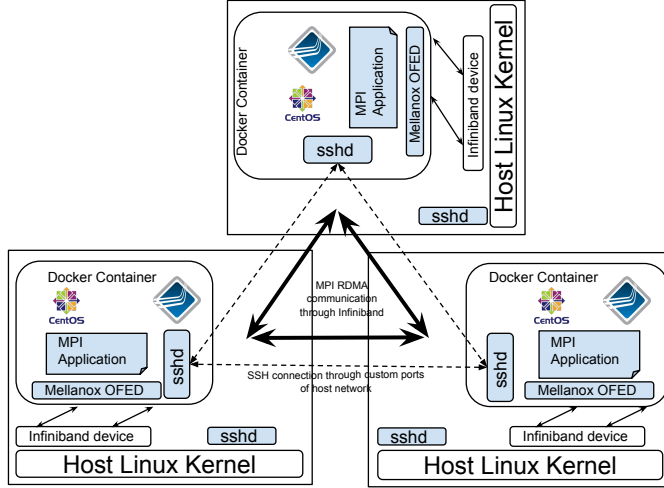 Docker Container
CentOS
MPI
Application
Mellanox OFED
sshd
Infiniband device
Host Linux Kernel
sshd
MPI RDMA
communication
through Infiniband
SSH connection through custom ports
of host network
Docker Container
CentOS
MPI
Application
sshd
Mellanox OFED
Infiniband device
sshd
Host Linux Kernel
Docker Container
CentOS
sshd
MPI
Application
Mellanox OFED
sshd
Infiniband device
Host Linux Kernel